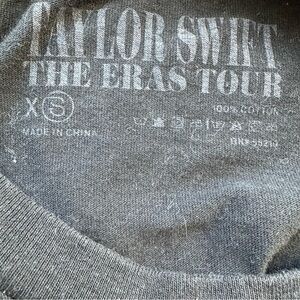 TAYLOR SWIFT
THE ERAS TOUR
XS
100% COTTON
MADE IN CHINA